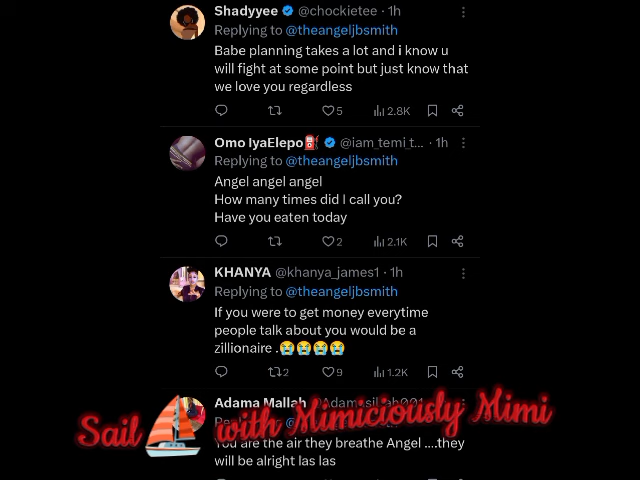 Shadyyee @chockietee · 1h
Replying to @theangeljbsmith
Babe planning takes a lot and i know u
will fight at some point but just know that
we love you regardless
5 2.8K
Omo IyaElepo @iam_temi_t... · 1h
Replying to @theangeljbsmith
Angel angel angel
How many times did I call you?
Have you eaten today
2 2.1K
KHANYA @khanya_james1 · 1h
Replying to @theangeljbsmith
If you were to get money everytime
people talk about you would be a
zillionaire .😭😭😭😭
2 9 1.2K
Adama Mallah
Sail with Mimiciously Mimi
You are the air they breathe Angel ....they
will be alright las las